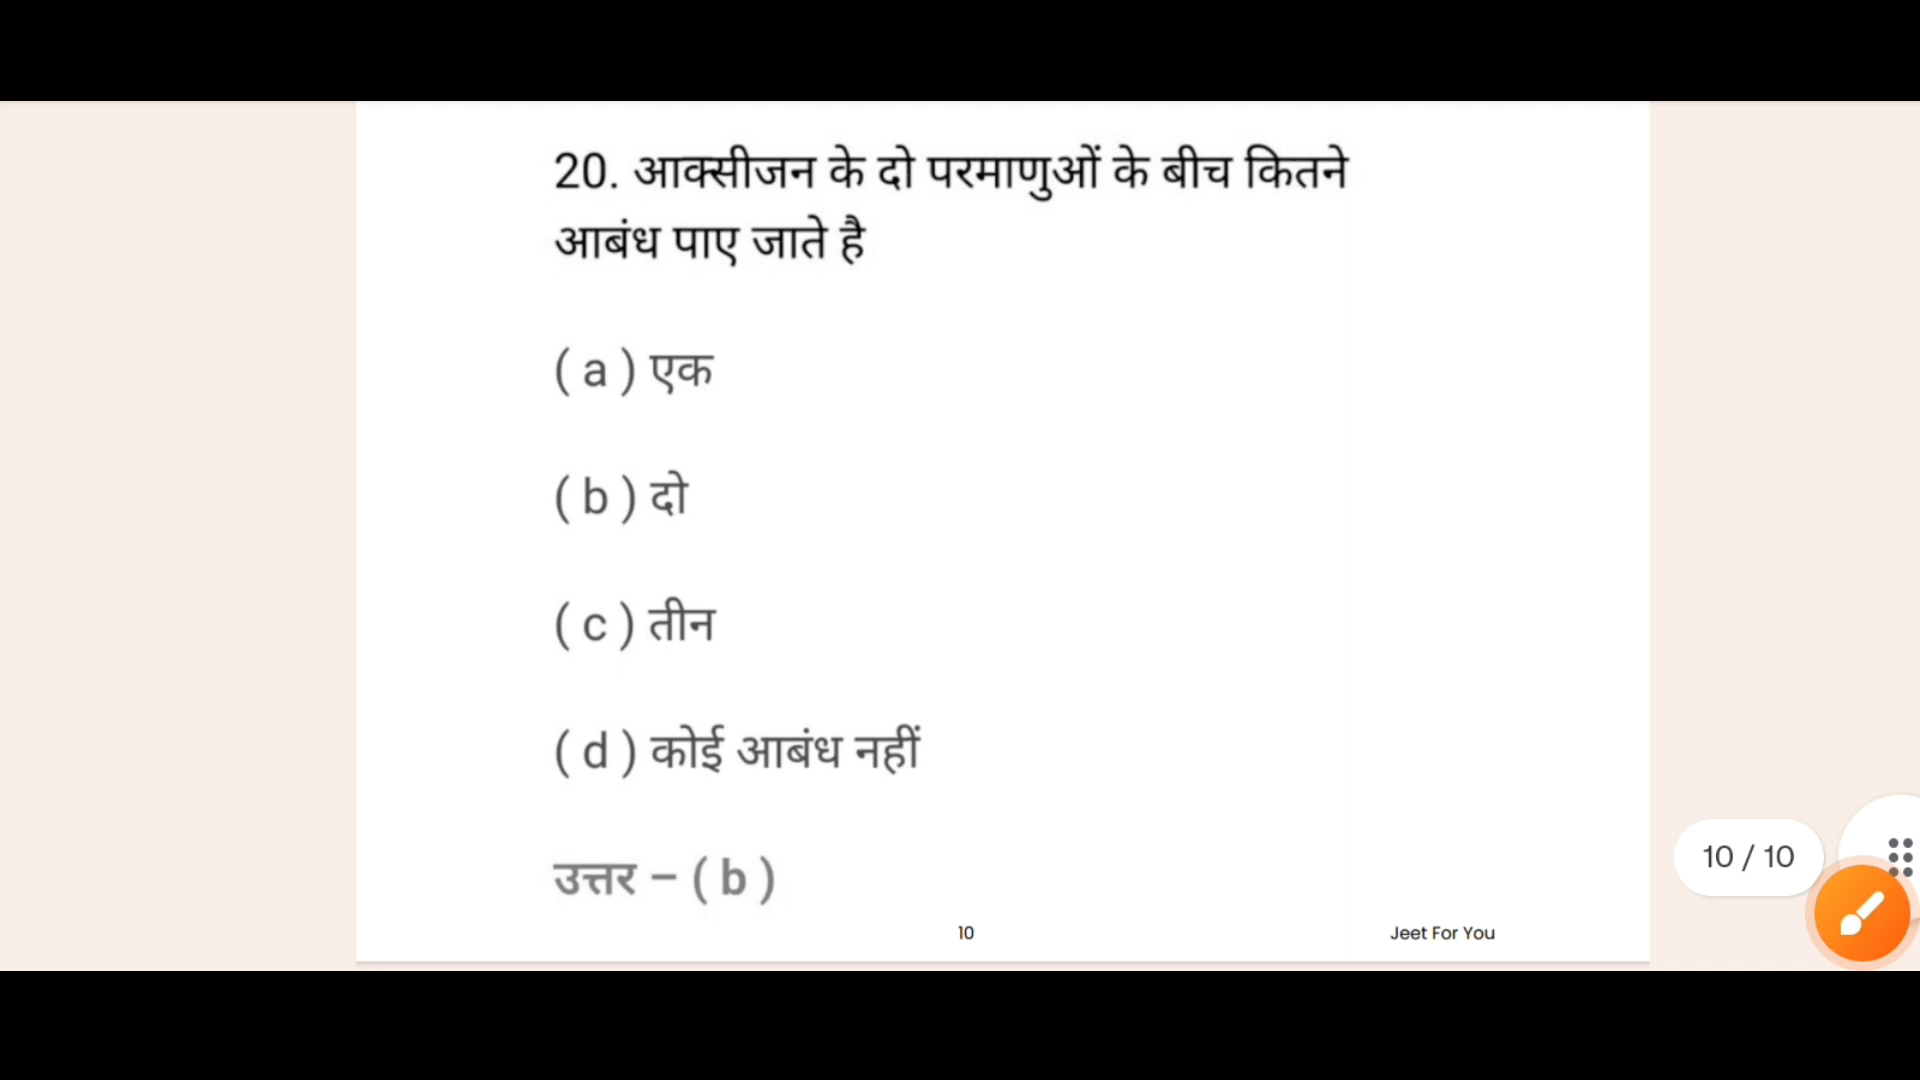 20. आक्सीजन के दो परमाणुओं के बीच कितने
आबंध पाए जाते है
( a ) एक
( b ) दो
( c ) तीन
( d ) कोई आबंध नहीं
उत्तर – ( b )
10 / 10
10
Jeet For You